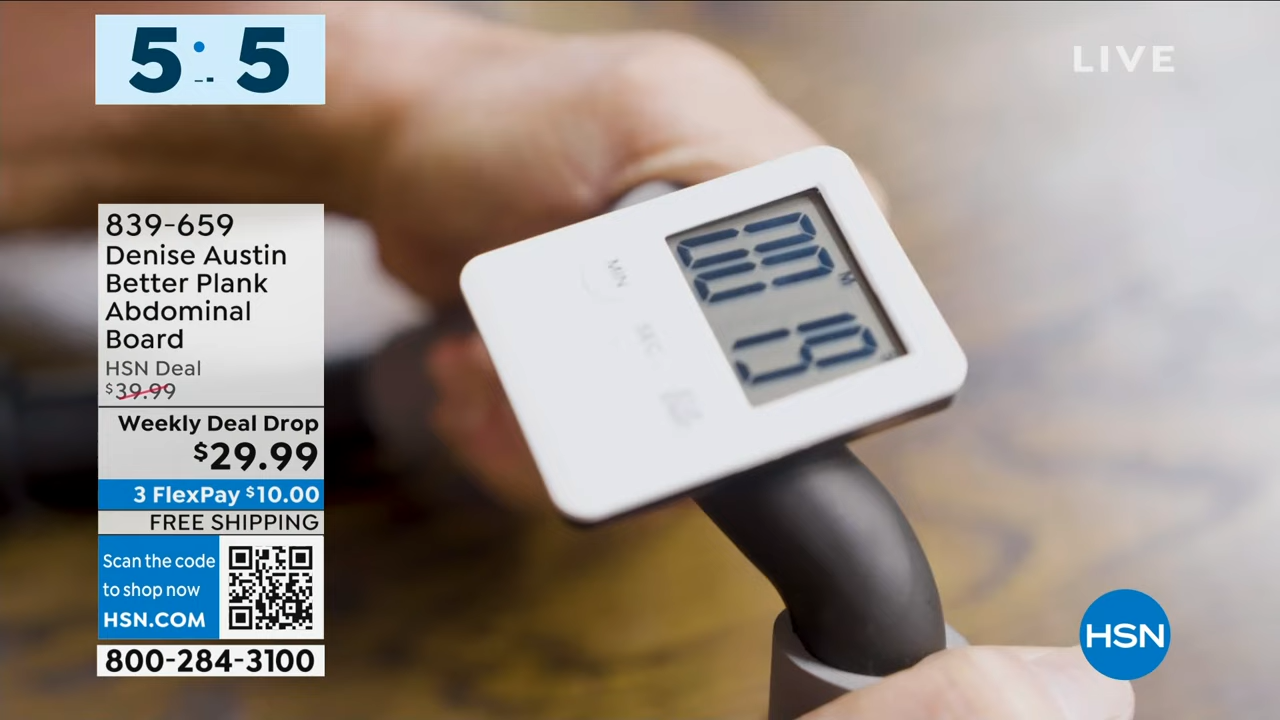 5:
5
LIVE
839-659
Denise Austin
Better Plank
Abdominal
Board
HSN Deal
$39.99
Weekly Deal Drop
$29.99
3 FlexPay $10.00
FREE SHIPPING
Scan the code
to shop now
HSN.COM
800-284-3100
MIN
M
HSN